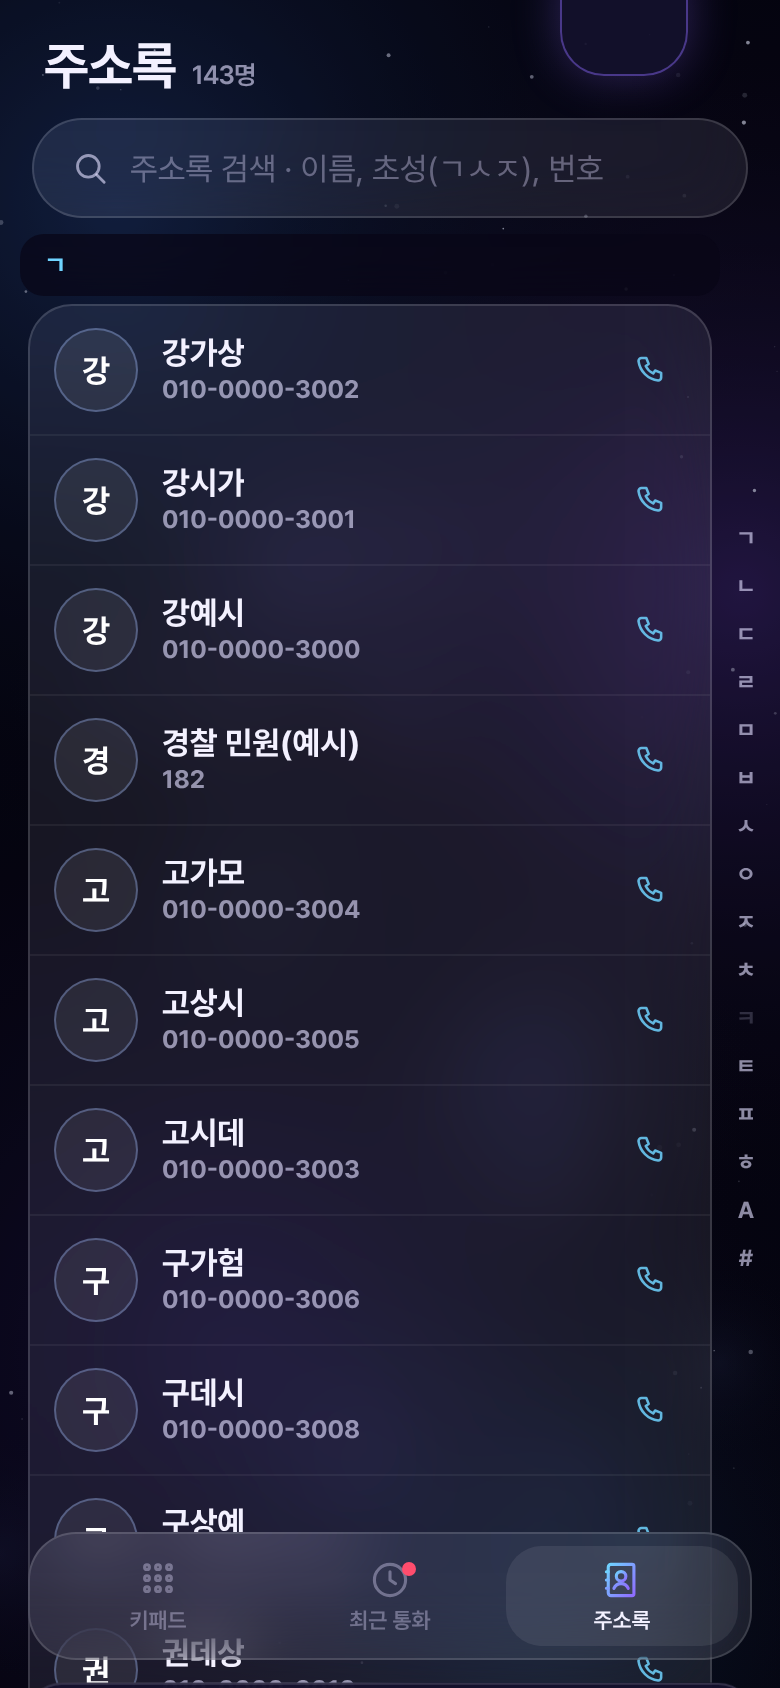 주소록 143명
주소록 검색 · 이름, 초성(ㄱㅅㅈ), 번호
ㄱ
강 강가상
010-0000-3002
강 강시가
010-0000-3001
강 강예시
010-0000-3000
경 경찰 민원(예시)
182
고 고가모
010-0000-3004
고 고상시
010-0000-3005
고 고시데
010-0000-3003
구 구가험
010-0000-3006
구 구데시
010-0000-3008
구상예
ㄱ
ㄴ
ㄷ
ㄹ
ㅁ
ㅂ
ㅅ
ㅇ
ㅈ
ㅊ
ㅋ
ㅌ
ㅍ
ㅎ
A
#
키패드 최근 통화 주소록
권 권데상